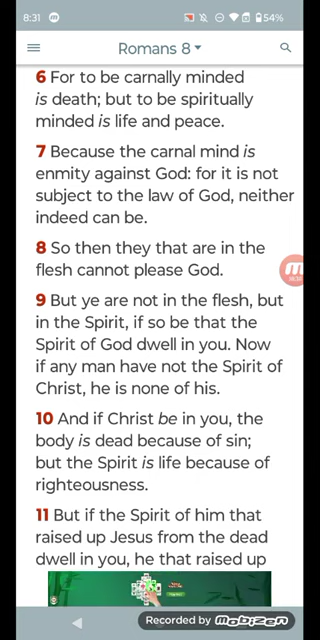 8:31
54%
Romans 8
6 For to be carnally minded
is death; but to be spiritually
minded is life and peace.
7 Because the carnal mind is
enmity against God: for it is not
subject to the law of God, neither
indeed can be.
8 So then they that are in the
flesh cannot please God.
9 But ye are not in the flesh, but
in the Spirit, if so be that the
Spirit of God dwell in you. Now
if any man have not the Spirit of
Christ, he is none of his.
10 And if Christ be in you, the
body is dead because of sin;
but the Spirit is life because of
righteousness.
11 But if the Spirit of him that
raised up Jesus from the dead
dwell in you, he that raised up
Recorded by Mobizen